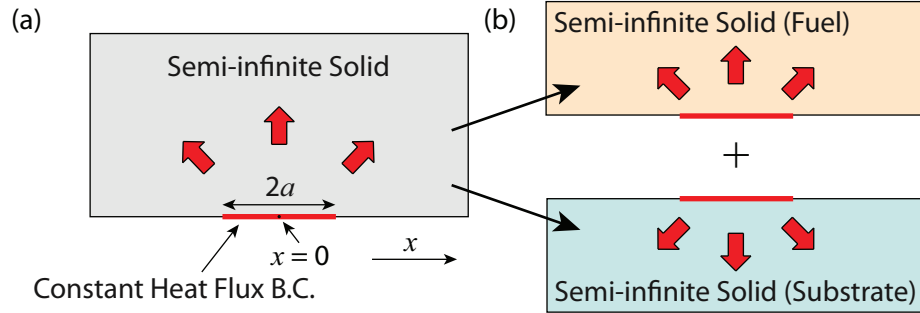 (a)
Semi-infinite Solid
2a
x = 0
x
Constant Heat Flux B.C.
(b)
Semi-infinite Solid (Fuel)
+
Semi-infinite Solid (Substrate)